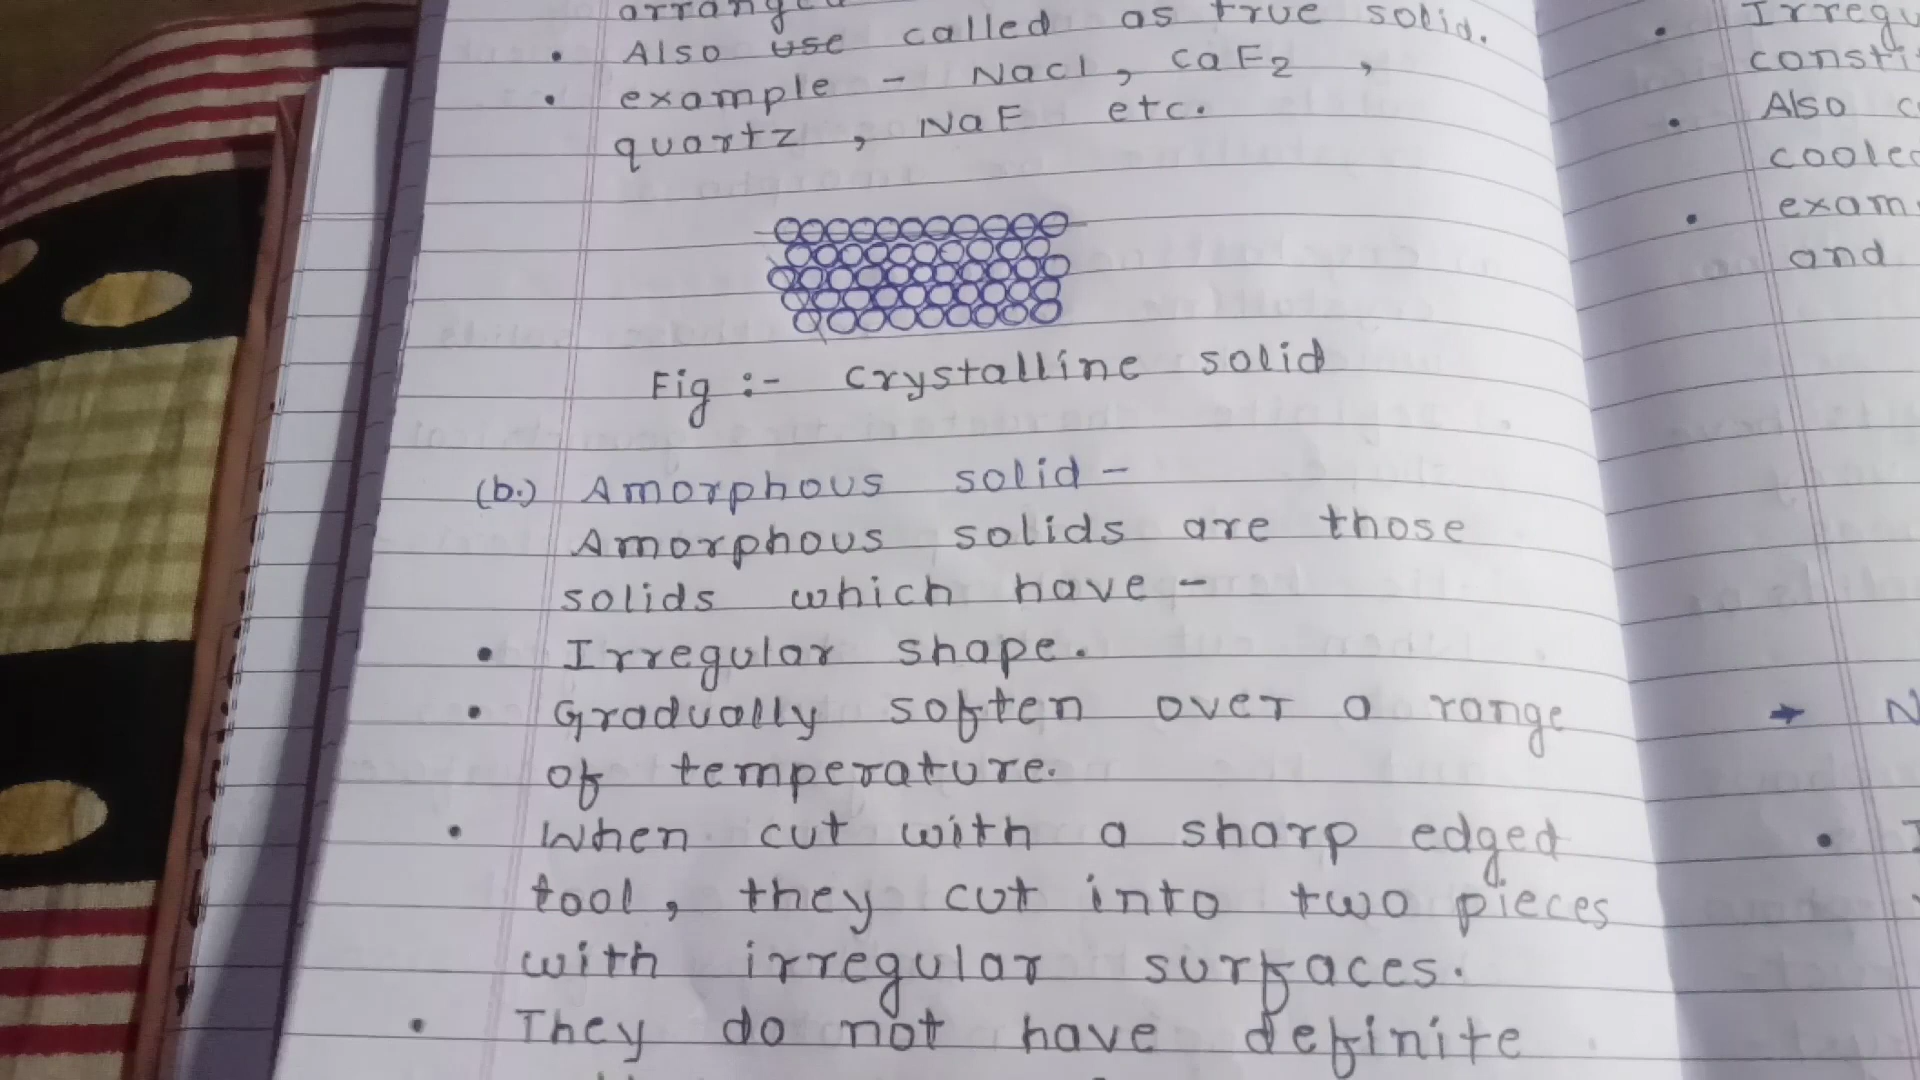 Also use called as true solid.
example - Nacl, CaF2,
quartz, NaF etc.
Fig :- crystalline solid
(b.) Amorphous solid -
Amorphous solids are those
solids which have -
Irregular shape.
Gradually soften over a range
of temperature.
When cut with a sharp edged
tool, they cut into two pieces
with irregular surfaces.
They do not have definite
Also
and